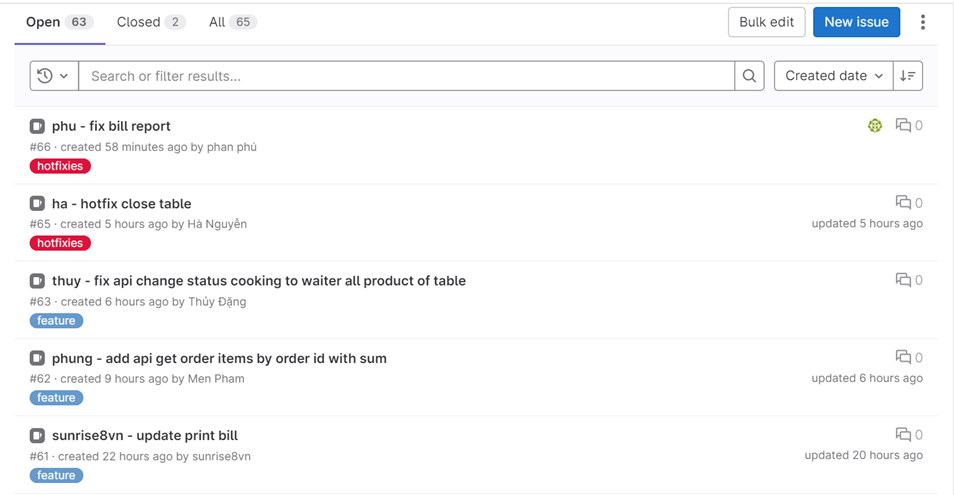 Open 63 Closed 2 All 65 Bulk edit New issue
Search or filter results... Created date
phu - fix bill report 0
#66 · created 58 minutes ago by phan phú
hotfixies
ha - hotfix close table 0
#65 · created 5 hours ago by Hà Nguyên updated 5 hours ago
hotfixies
thuy - fix api change status cooking to waiter all product of table 0
#63 · created 6 hours ago by Thủy Đặng
feature
phung - add api get order items by order id with sum 0
#62 · created 9 hours ago by Men Pham updated 6 hours ago
feature
sunrise8vn - update print bill 0
#61 · created 22 hours ago by sunrise8vn updated 20 hours ago
feature